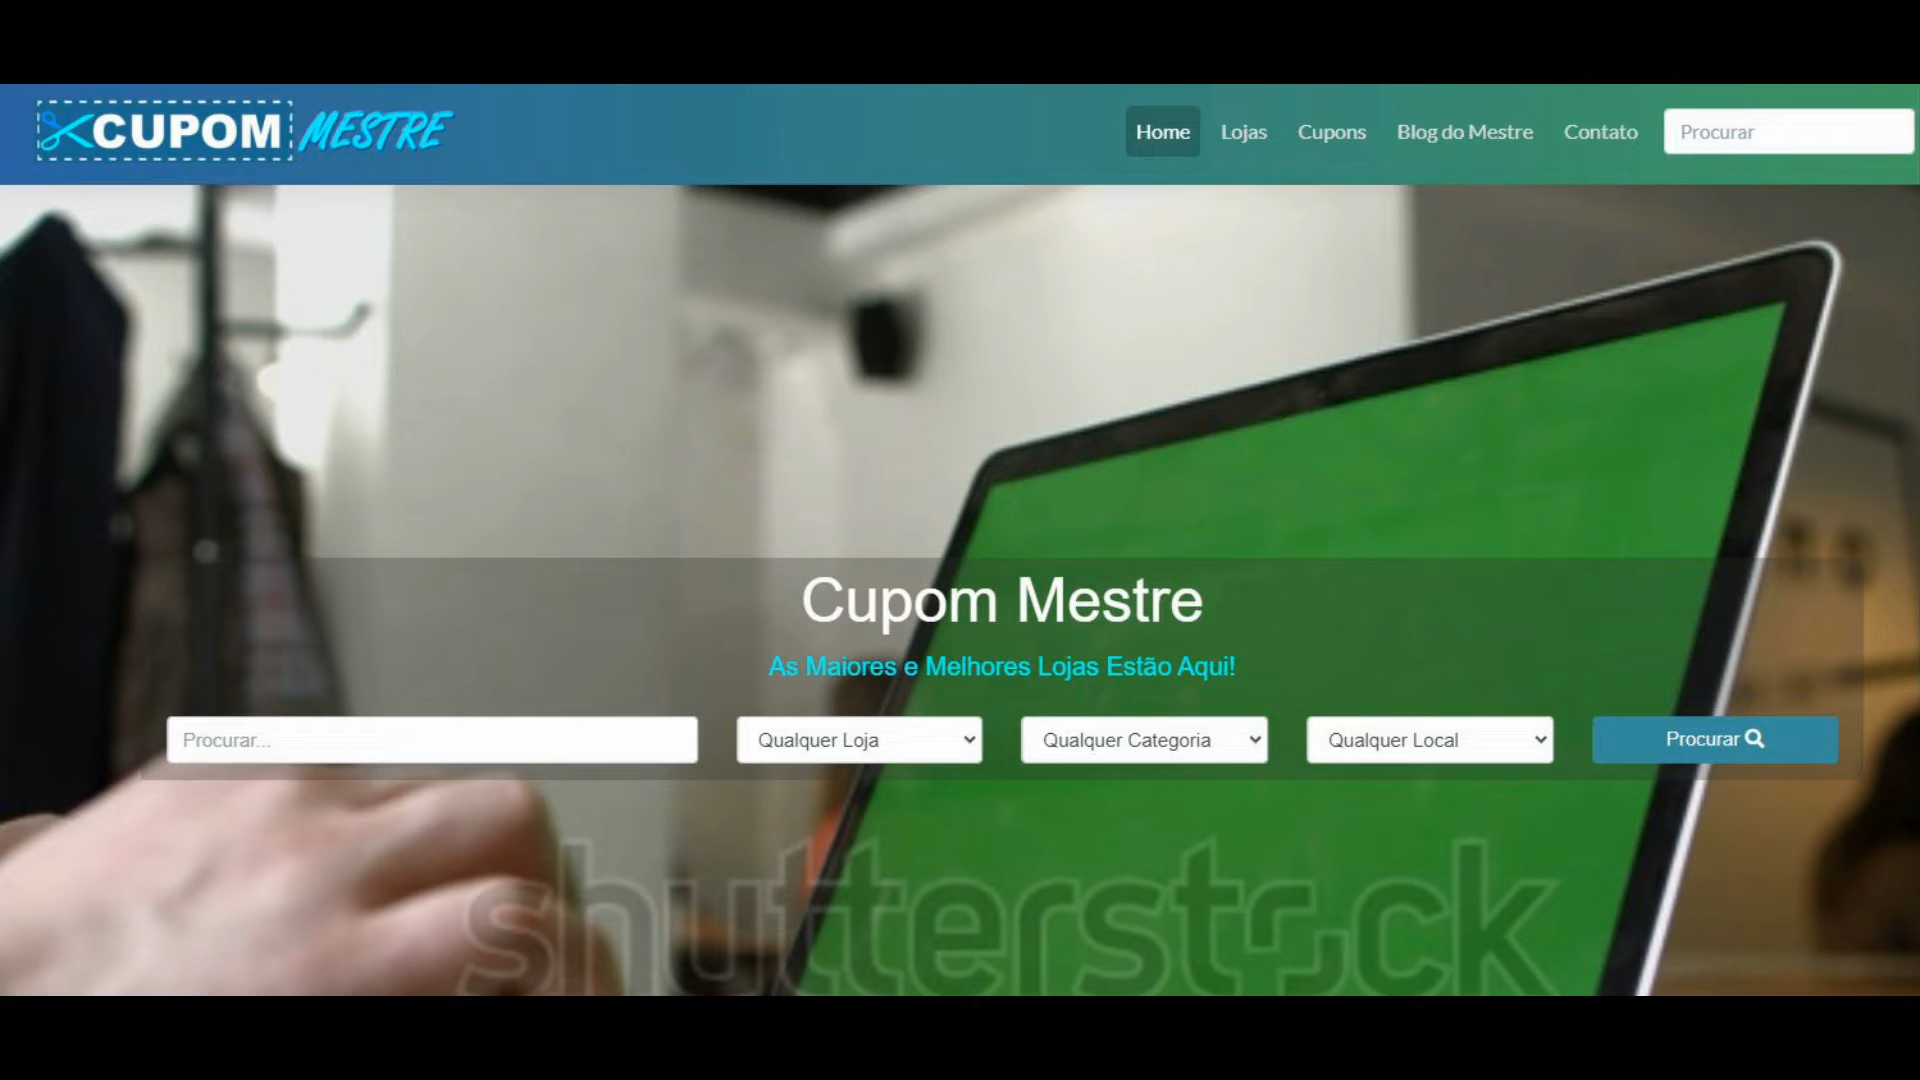 CUPOM MESTRE
Home Lojas Cupons Blog do Mestre Contato Procurar
Cupom Mestre
As Maiores e Melhores Lojas Estão Aqui!
Procurar... Qualquer Loja Qualquer Categoria Qualquer Local Procurar
shutterstock